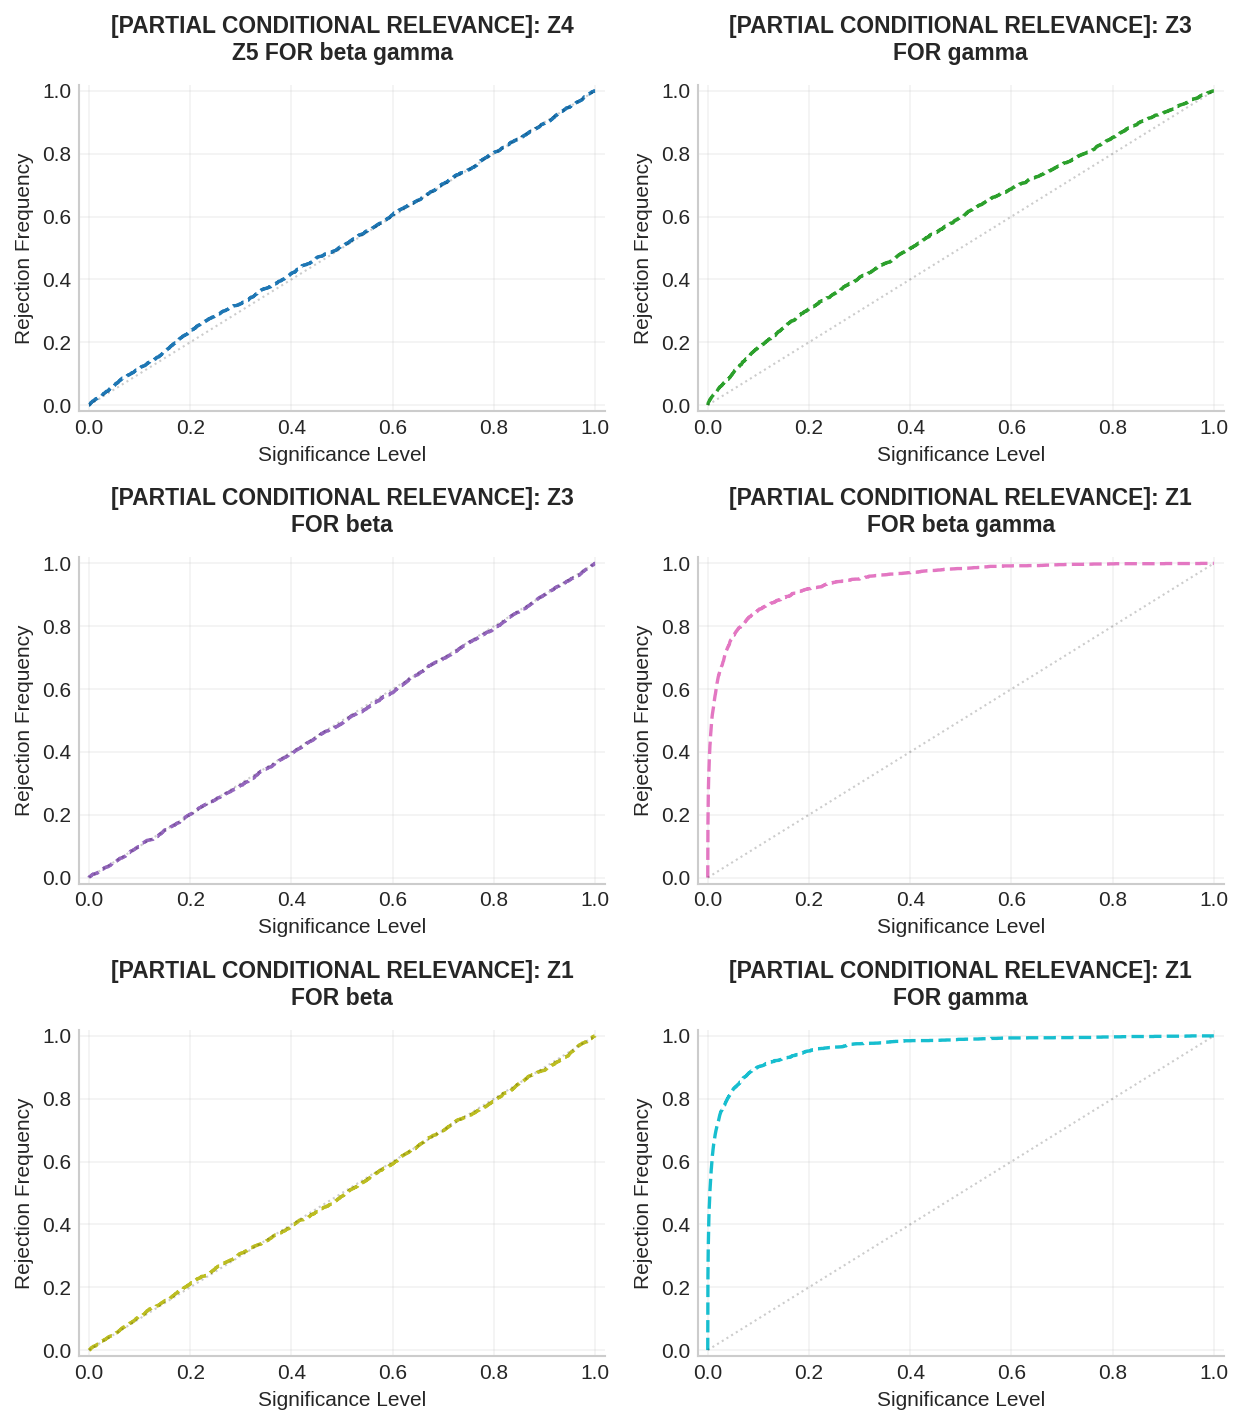 [PARTIAL CONDITIONAL RELEVANCE]: Z4
Z5 FOR beta gamma
1.0
0.8
0.6
0.4
0.2
0.0
Rejection Frequency
0.0 0.2 0.4 0.6 0.8 1.0
Significance Level
[PARTIAL CONDITIONAL RELEVANCE]: Z3
FOR gamma
1.0
0.8
0.6
0.4
0.2
0.0
Rejection Frequency
0.0 0.2 0.4 0.6 0.8 1.0
Significance Level
[PARTIAL CONDITIONAL RELEVANCE]: Z3
FOR beta
1.0
0.8
0.6
0.4
0.2
0.0
Rejection Frequency
0.0 0.2 0.4 0.6 0.8 1.0
Significance Level
[PARTIAL CONDITIONAL RELEVANCE]: Z1
FOR beta gamma
1.0
0.8
0.6
0.4
0.2
0.0
Rejection Frequency
0.0 0.2 0.4 0.6 0.8 1.0
Significance Level
[PARTIAL CONDITIONAL RELEVANCE]: Z1
FOR beta
1.0
0.8
0.6
0.4
0.2
0.0
Rejection Frequency
0.0 0.2 0.4 0.6 0.8 1.0
Significance Level
[PARTIAL CONDITIONAL RELEVANCE]: Z1
FOR gamma
1.0
0.8
0.6
0.4
0.2
0.0
Rejection Frequency
0.0 0.2 0.4 0.6 0.8 1.0
Significance Level